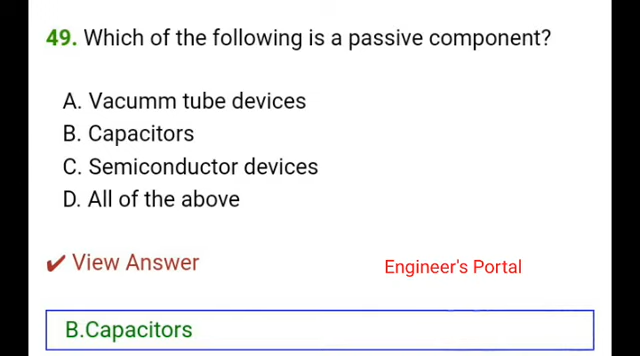 49. Which of the following is a passive component?
A. Vacumm tube devices
B. Capacitors
C. Semiconductor devices
D. All of the above
✔ View Answer
Engineer's Portal
B.Capacitors